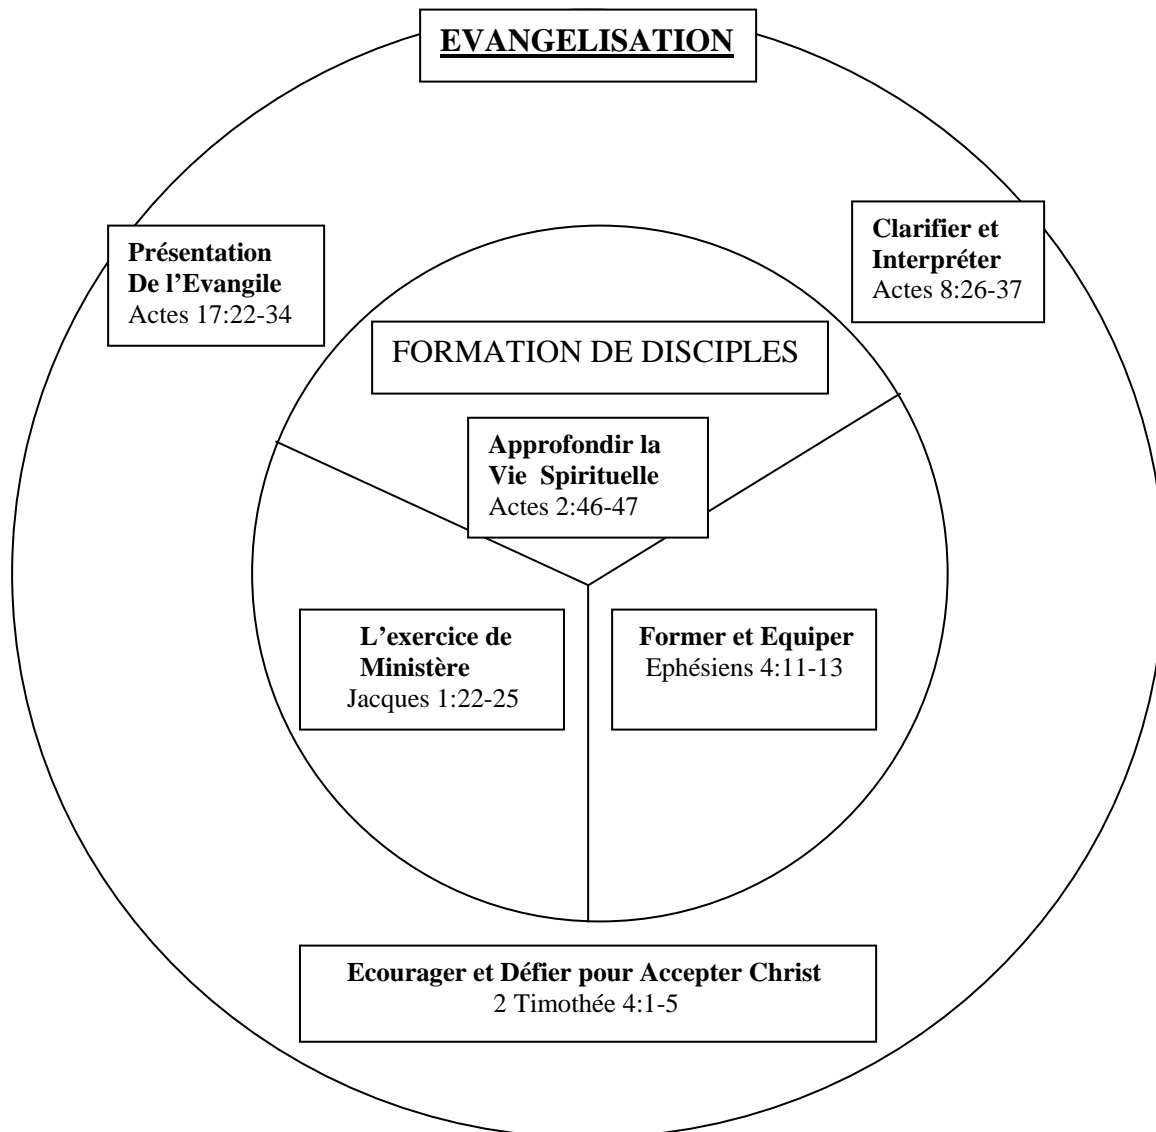 EVANGELISATION
Présentation
De l’Evangile
Actes 17:22-34
Clarifier et
Interpréter
Actes 8:26-37
FORMATION DE DISCIPLES
Approfondir la
Vie Spirituelle
Actes 2:46-47
L’exercice de
Ministère
Jacques 1:22-25
Former et Equiper
Ephésiens 4:11-13
Ecourager et Défier pour Accepter Christ
2 Timothée 4:1-5